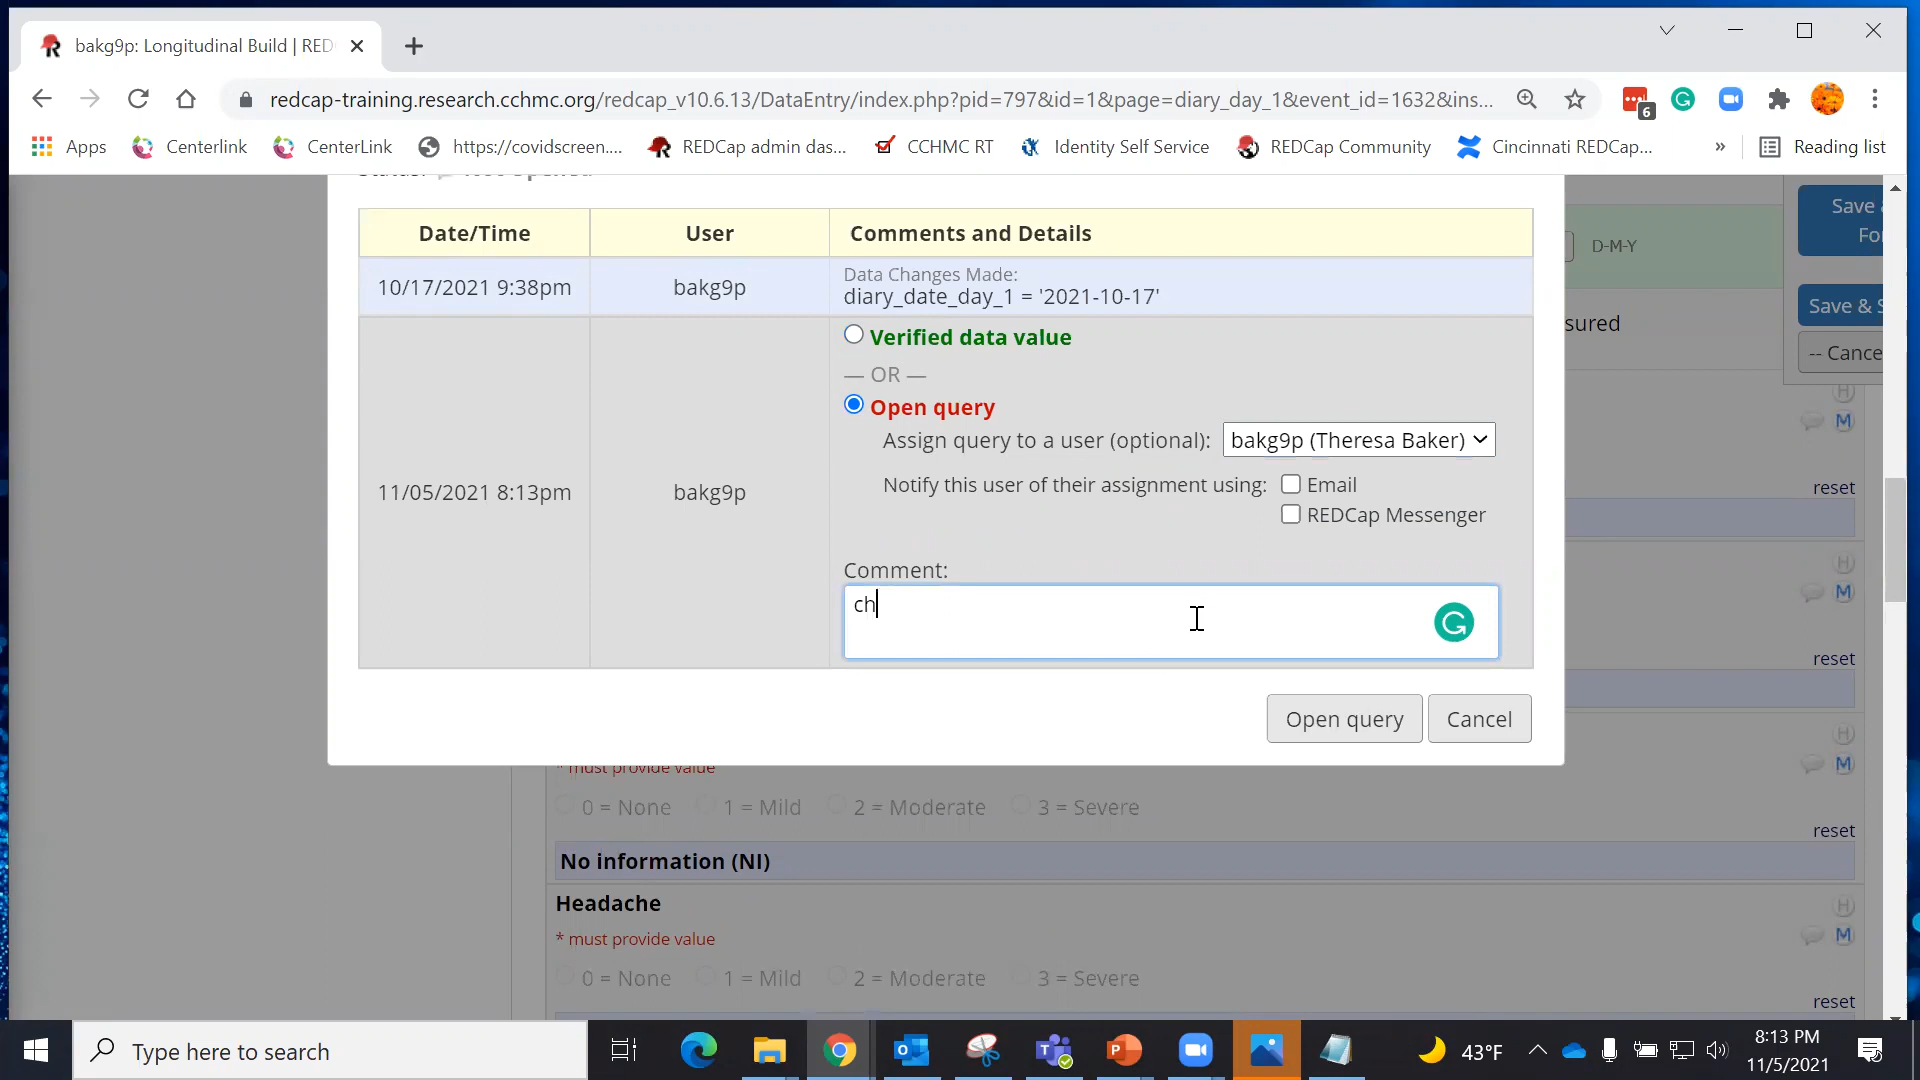 bakg9p: Longitudinal Build | RED
redcap-training.research.cchmc.org/redcap_v10.6.13/DataEntry/index.php?pid=797&id=1&page=diary_day_1&event_id=1632&ins...
6
Apps
Centerlink
CenterLink
https://covidscreen....
REDCap admin das...
CCHMC RT
Identity Self Service
REDCap Community
Cincinnati REDCap...
»
Reading list
Date/Time User Comments and Details
10/17/2021 9:38pm bakg9p Data Changes Made:
diary_date_day_1 = '2021-10-17'
Verified data value
— OR —
Open query
Assign query to a user (optional): bakg9p (Theresa Baker)
Notify this user of their assignment using: Email
REDCap Messenger
11/05/2021 8:13pm bakg9p
Comment:
ch
Open query Cancel
D-M-Y
Save &
For
Save & S
-- Cance
sured
H
M
reset
H
M
reset
H
M
* must provide value
0 = None 1 = Mild 2 = Moderate 3 = Severe
reset
No information (NI)
Headache
H
* must provide value
M
0 = None 1 = Mild 2 = Moderate 3 = Severe
reset
Type here to search
43°F
8:13 PM
11/5/2021